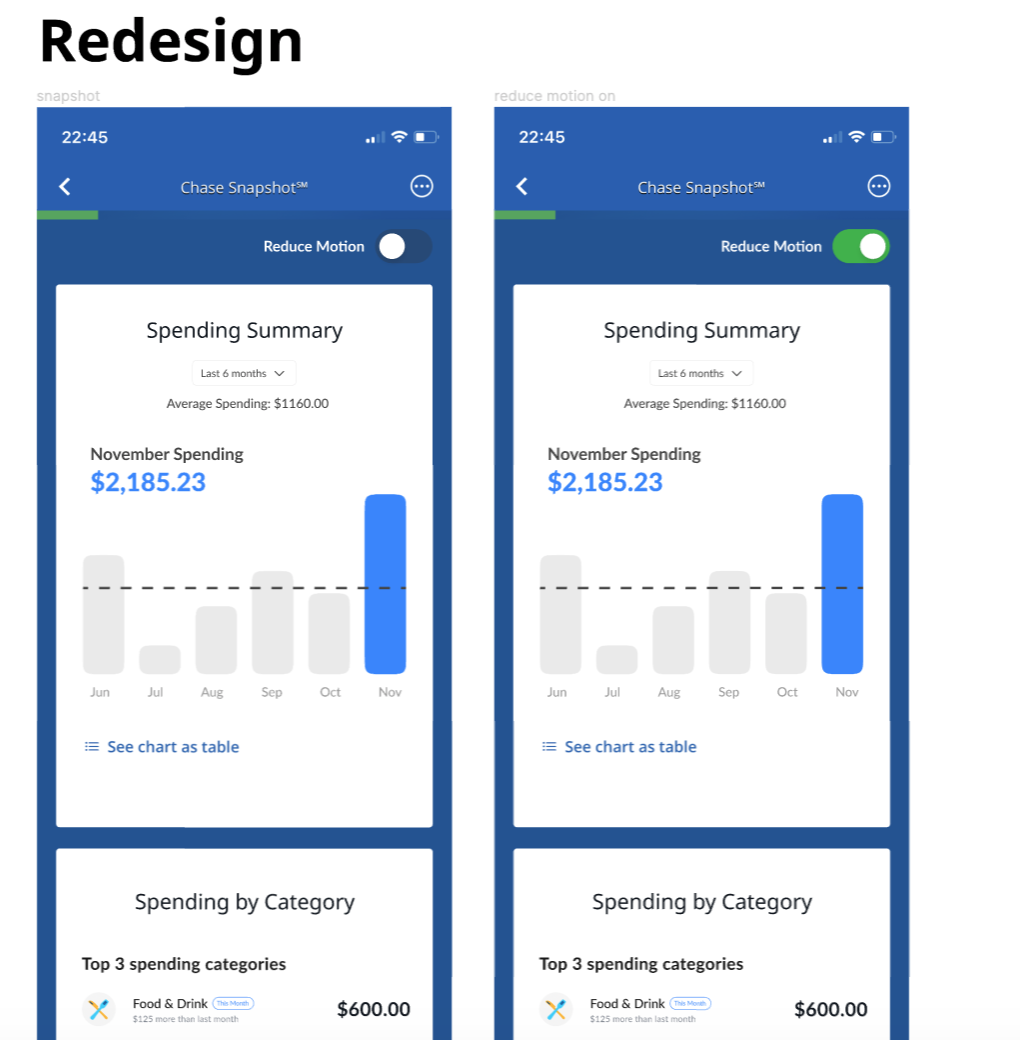 Redesign
snapshot
22:45
Chase Snapshot℠
Reduce Motion
Spending Summary
Last 6 months
Average Spending: $1160.00
November Spending
$2,185.23
Jun Jul Aug Sep Oct Nov
See chart as table
Spending by Category
Top 3 spending categories
Food & Drink This Month
$600.00
$125 more than last month
reduce motion on
22:45
Chase Snapshot℠
Reduce Motion
Spending Summary
Last 6 months
Average Spending: $1160.00
November Spending
$2,185.23
Jun Jul Aug Sep Oct Nov
See chart as table
Spending by Category
Top 3 spending categories
Food & Drink This Month
$600.00
$125 more than last month